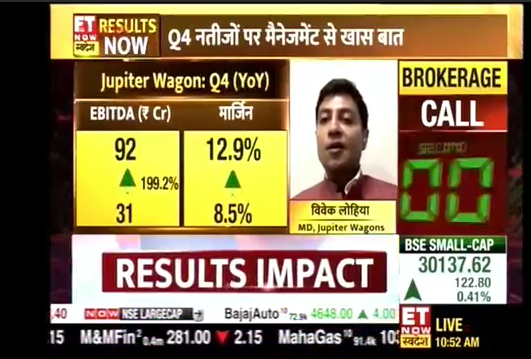 ET NOW स्वदेश
RESULTS NOW
Q4 नतीजों पर मैनेजमेंट से खास बात
Jupiter Wagon: Q4 (YoY)
EBITDA (₹ Cr)
मार्जिन
92
12.9%
199.2%
31
8.5%
विवेक लोहिया
MD, Jupiter Wagons
BROKERAGE
CALL
SECOND
00
BSE SMALL-CAP
30137.62
122.80
0.41%
RESULTS IMPACT
.40 NOW NSE LARGECAP BajajAuto 72.9k 4648.00 4.00
15 M&MFin 0.4m 281.00 2.15 MahaGas 91.4k 10
ET NOW स्वदेश
LIVE
10:52 AM